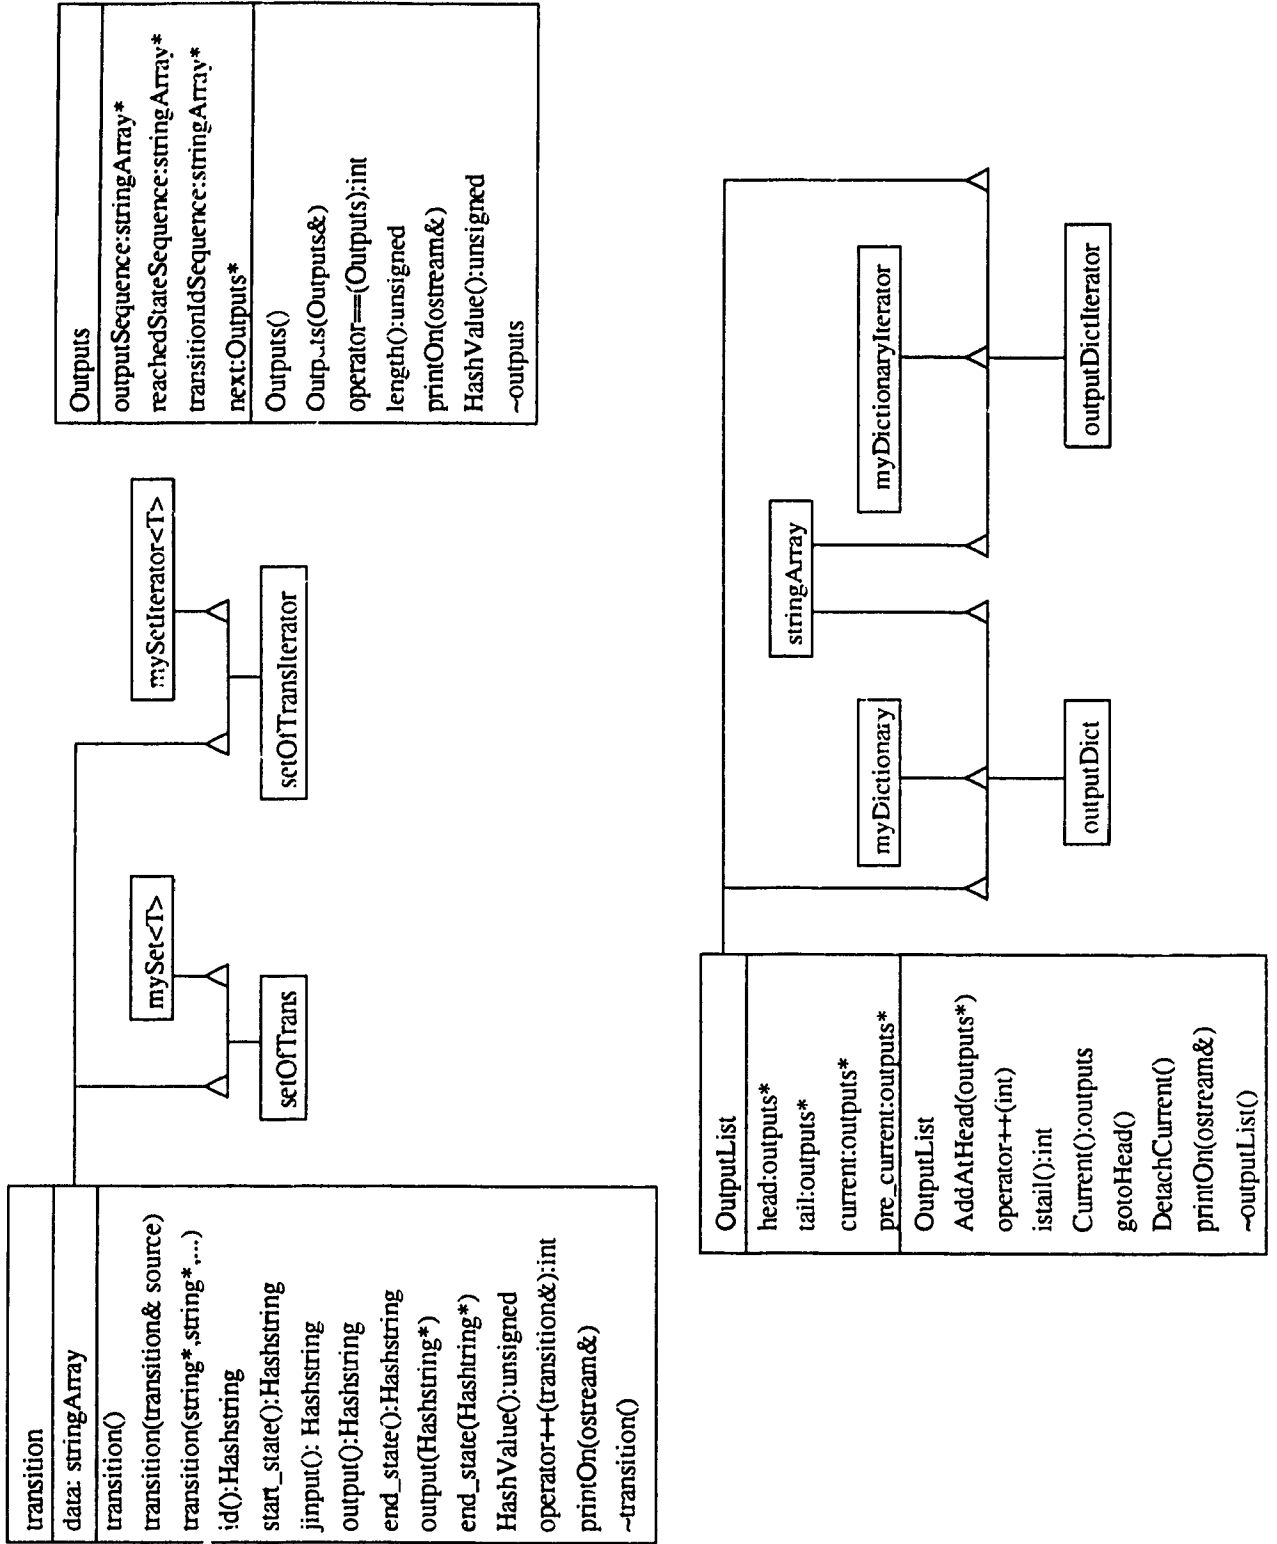 transition
data: stringArray
transition()
transition(transition& source)
transition(string*,string*,...)
id():Hashstring
start_state():Hashstring
jinput(): Hashstring
output():Hashstring
end_state():Hashstring
output(Hashstring*)
end_state(Hashtring*)
HashValue():unsigned
operator++(transition&):int
printOn(ostream&)
~transition()
mySet<T>
setOfTrans
mySetIterator<T>
setOfTransIterator
Outputs
outputSequence:stringArray*
reachedStateSequence:stringArray*
transitionIdSequence:stringArray*
next:Outputs*
Outputs()
Outputs(Outputs&)
operator==(Outputs):int
length():unsigned
printOn(ostream&)
HashValue():unsigned
~outputs
OutputList
head:outputs*
tail:outputs*
current:outputs*
pre_current:outputs*
OutputList
AddAtHead(outputs*)
operator++(int)
istail():int
Current():outputs
gotoHead()
DetachCurrent()
printOn(ostream&)
~outputList()
stringArray
myDictionary
outputDict
myDictionaryIterator
outputDictIterator